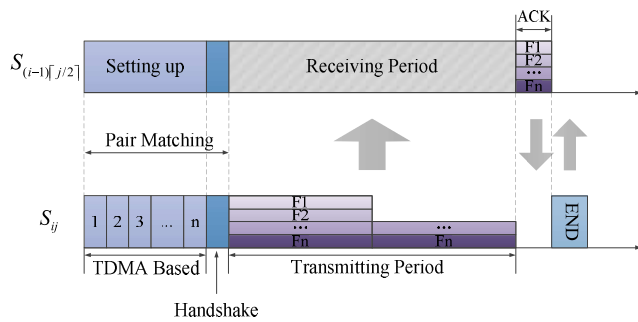 ACK
S(i−1)⌈j/2⌉
Setting up
Receiving Period
F1
F2
...
Fn
Pair Matching
Sij
1 2 3 ... n
F1
F2
... ...
Fn Fn
END
TDMA Based
Transmitting Period
Handshake